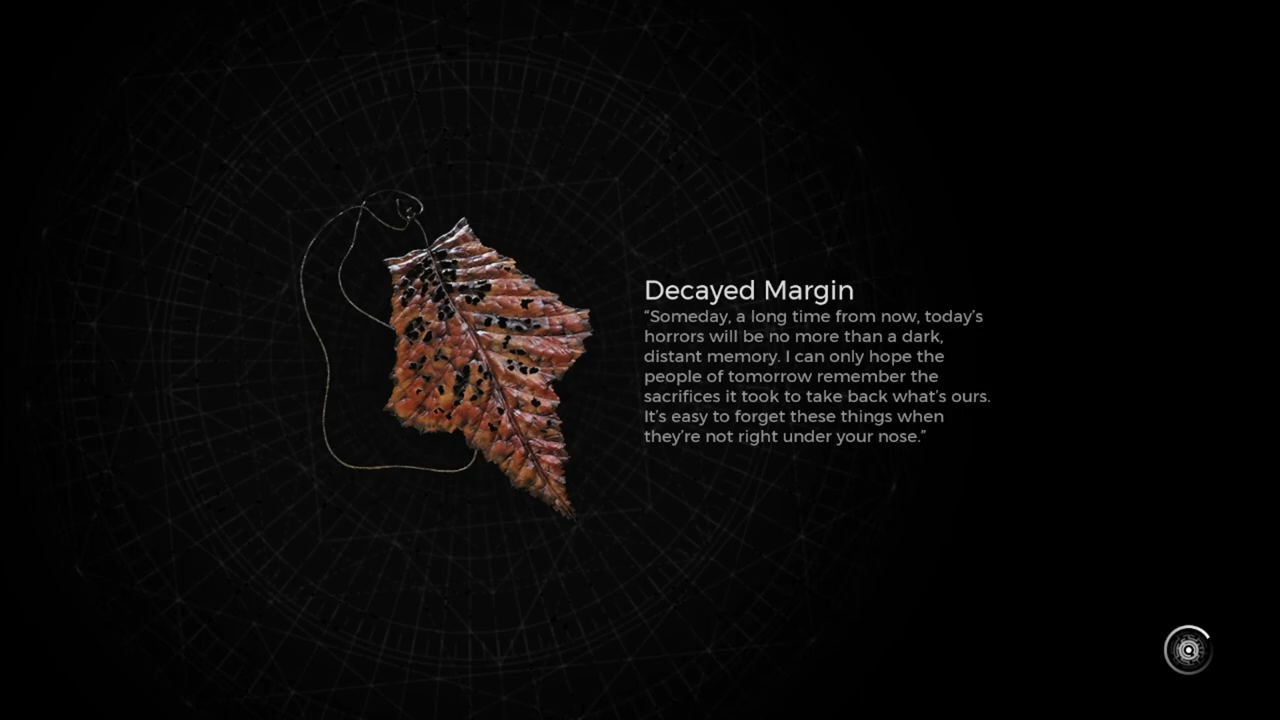 Decayed Margin
“Someday, a long time from now, today’s
horrors will be no more than a dark,
distant memory. I can only hope the
people of tomorrow remember the
sacrifices it took to take back what’s ours.
It’s easy to forget these things when
they’re not right under your nose.”